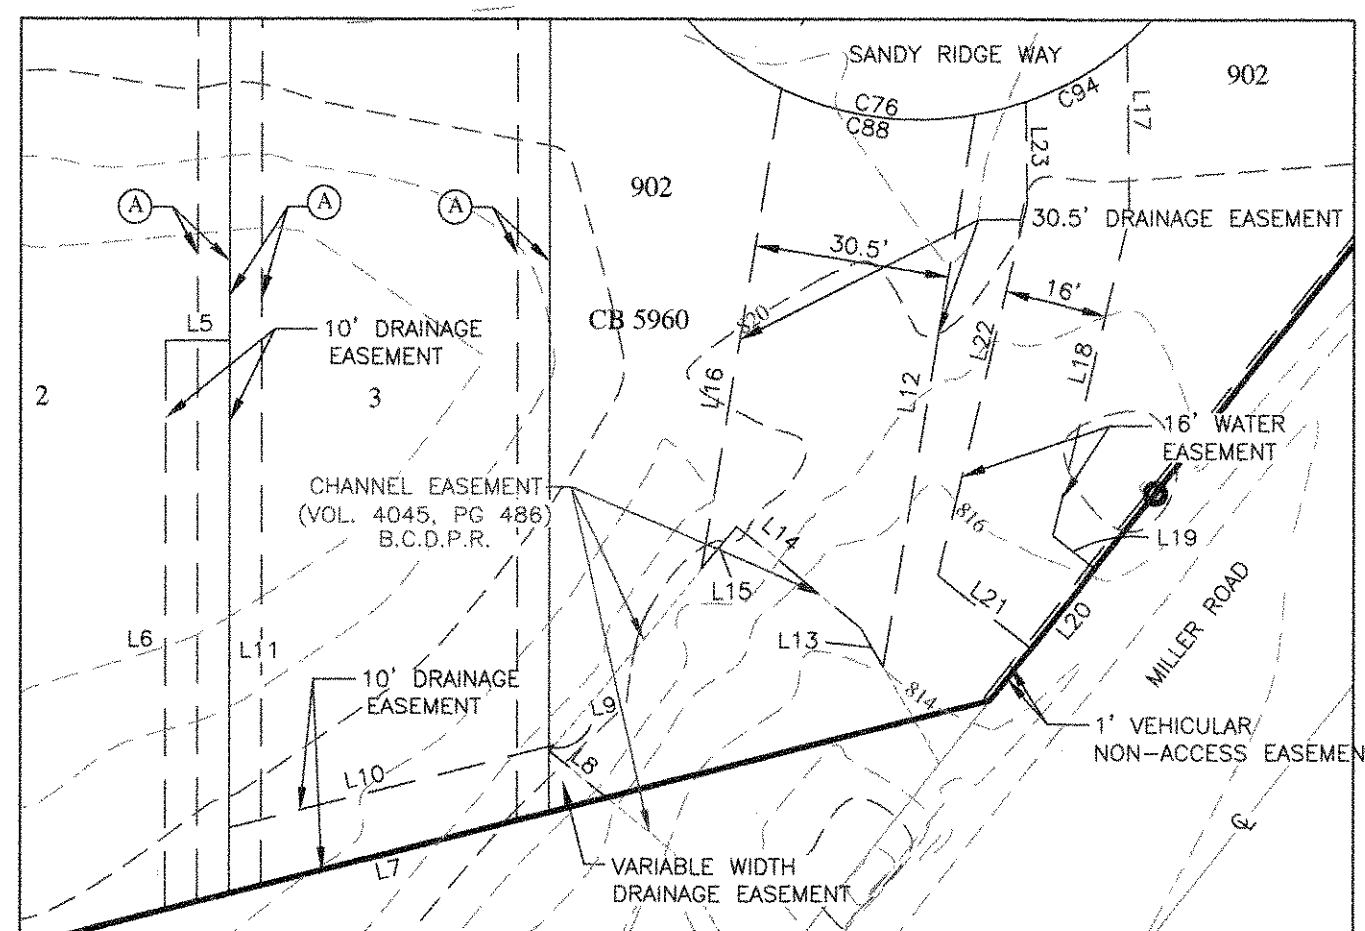 SANDY RIDGE WAY
902
C76
C88
C94
L17
L23
902
A
A
A
30.5' DRAINAGE EASEMENT
30.5'
16'
L5
10' DRAINAGE
EASEMENT
CB 5960
820
L22
L18
L16
L12
2
3
16' WATER
EASEMENT
CHANNEL EASEMENT
(VOL. 4045, PG 486)
B.C.D.P.R.
816
L14
L19
L15
L21
L20
MILLER ROAD
L6
L11
L13
10' DRAINAGE
EASEMENT
L9
814
1' VEHICULAR
NON-ACCESS EASEMEN
L10
L8
L7
VARIABLE WIDTH
DRAINAGE EASEMENT
℄